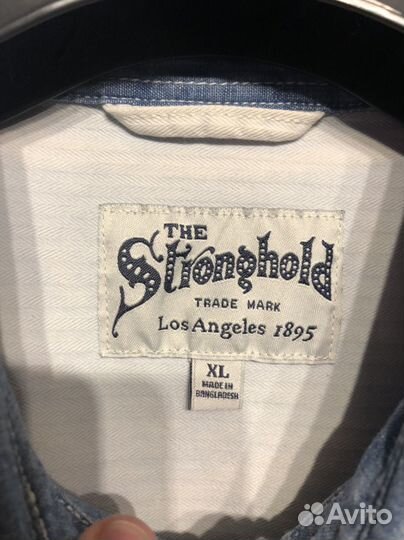 THE
Stronghold
TRADE MARK
Los Angeles 1895
XL
MADE IN
BANGLADESH
Avito